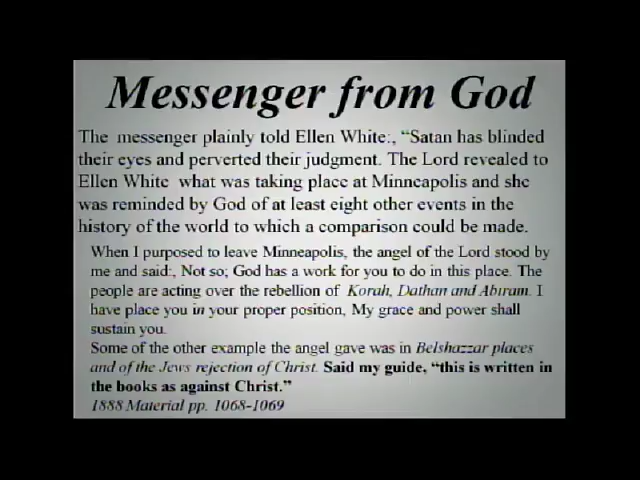 Messenger from God
The messenger plainly told Ellen White:, “Satan has blinded
their eyes and perverted their judgment. The Lord revealed to
Ellen White what was taking place at Minneapolis and she
was reminded by God of at least eight other events in the
history of the world to which a comparison could be made.
When I purposed to leave Minneapolis, the angel of the Lord stood by
me and said:, Not so; God has a work for you to do in this place. The
people are acting over the rebellion of Korah, Dathan and Abiram. I
have place you in your proper position, My grace and power shall
sustain you.
Some of the other example the angel gave was in Belshazzar places
and of the Jews rejection of Christ. Said my guide, “this is written in
the books as against Christ.”
1888 Material pp. 1068-1069